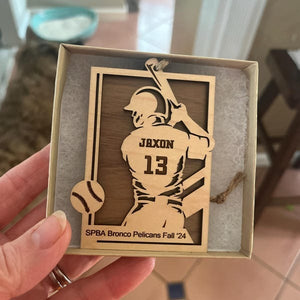 JAXON
13
SPBA Bronco Pelicans Fall '24